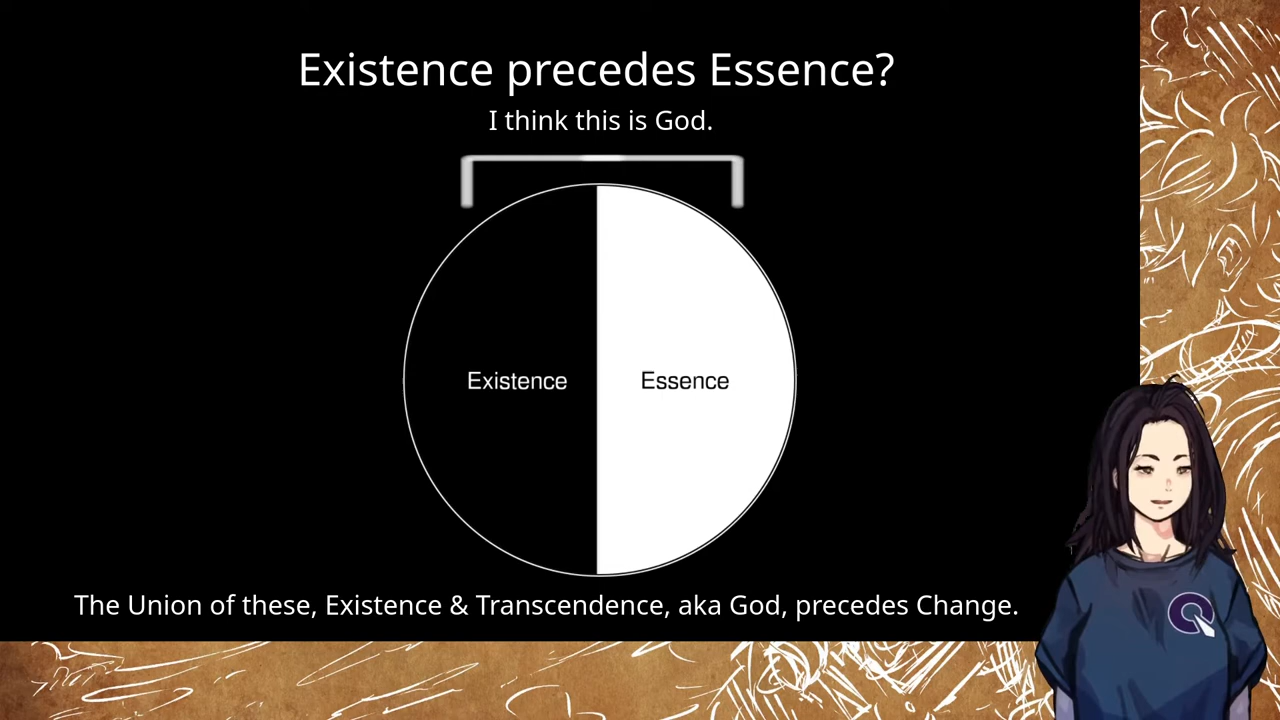 Existence precedes Essence?
I think this is God.
Existence
Essence
The Union of these, Existence & Transcendence, aka God, precedes Change.